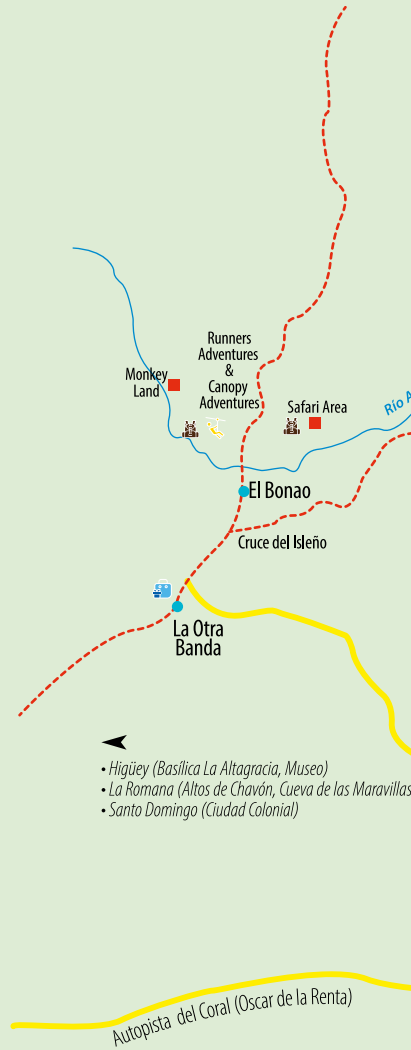 Runners
Adventures
&
Canopy
Adventures
Monkey
Land
Safari Area
Río A
El Bonao
Cruce del Isleño
La Otra
Banda
• Higüey (Basílica La Altagracia, Museo)
• La Romana (Altos de Chavón, Cueva de las Maravillas
• Santo Domingo (Ciudad Colonial)
Autopista del Coral (Oscar de la Renta)